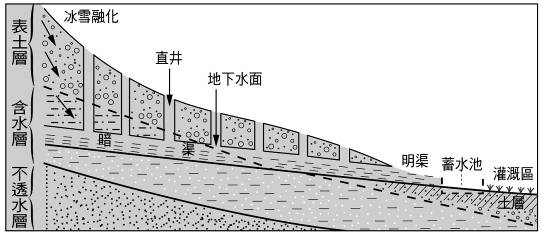 冰雪融化
表土層
直井
地下水面
含水層
暗
渠
明渠
蓄水池
灌溉區
不透水層
土層